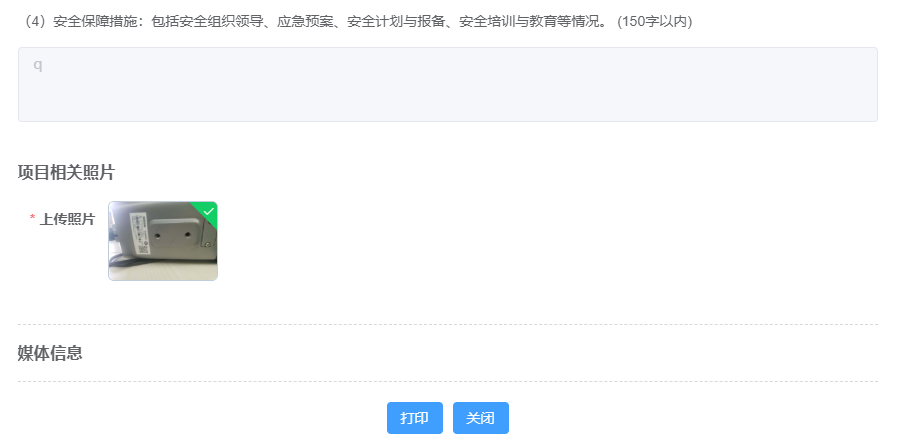 （4）安全保障措施：包括安全组织领导、应急预案、安全计划与报备、安全培训与教育等情况。 (150字以内)
q
项目相关照片
* 上传照片
媒体信息
打印 关闭